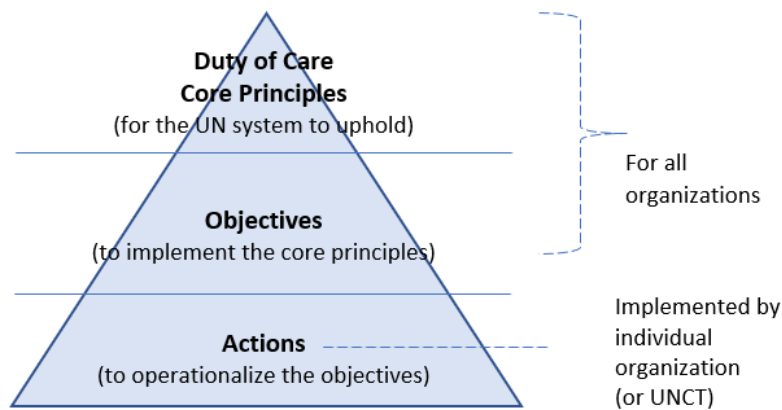 Duty of Care
Core Principles
(for the UN system to uphold)
For all
organizations
Objectives
(to implement the core principles)
Actions
(to operationalize the objectives)
Implemented by
individual
organization
(or UNCT)